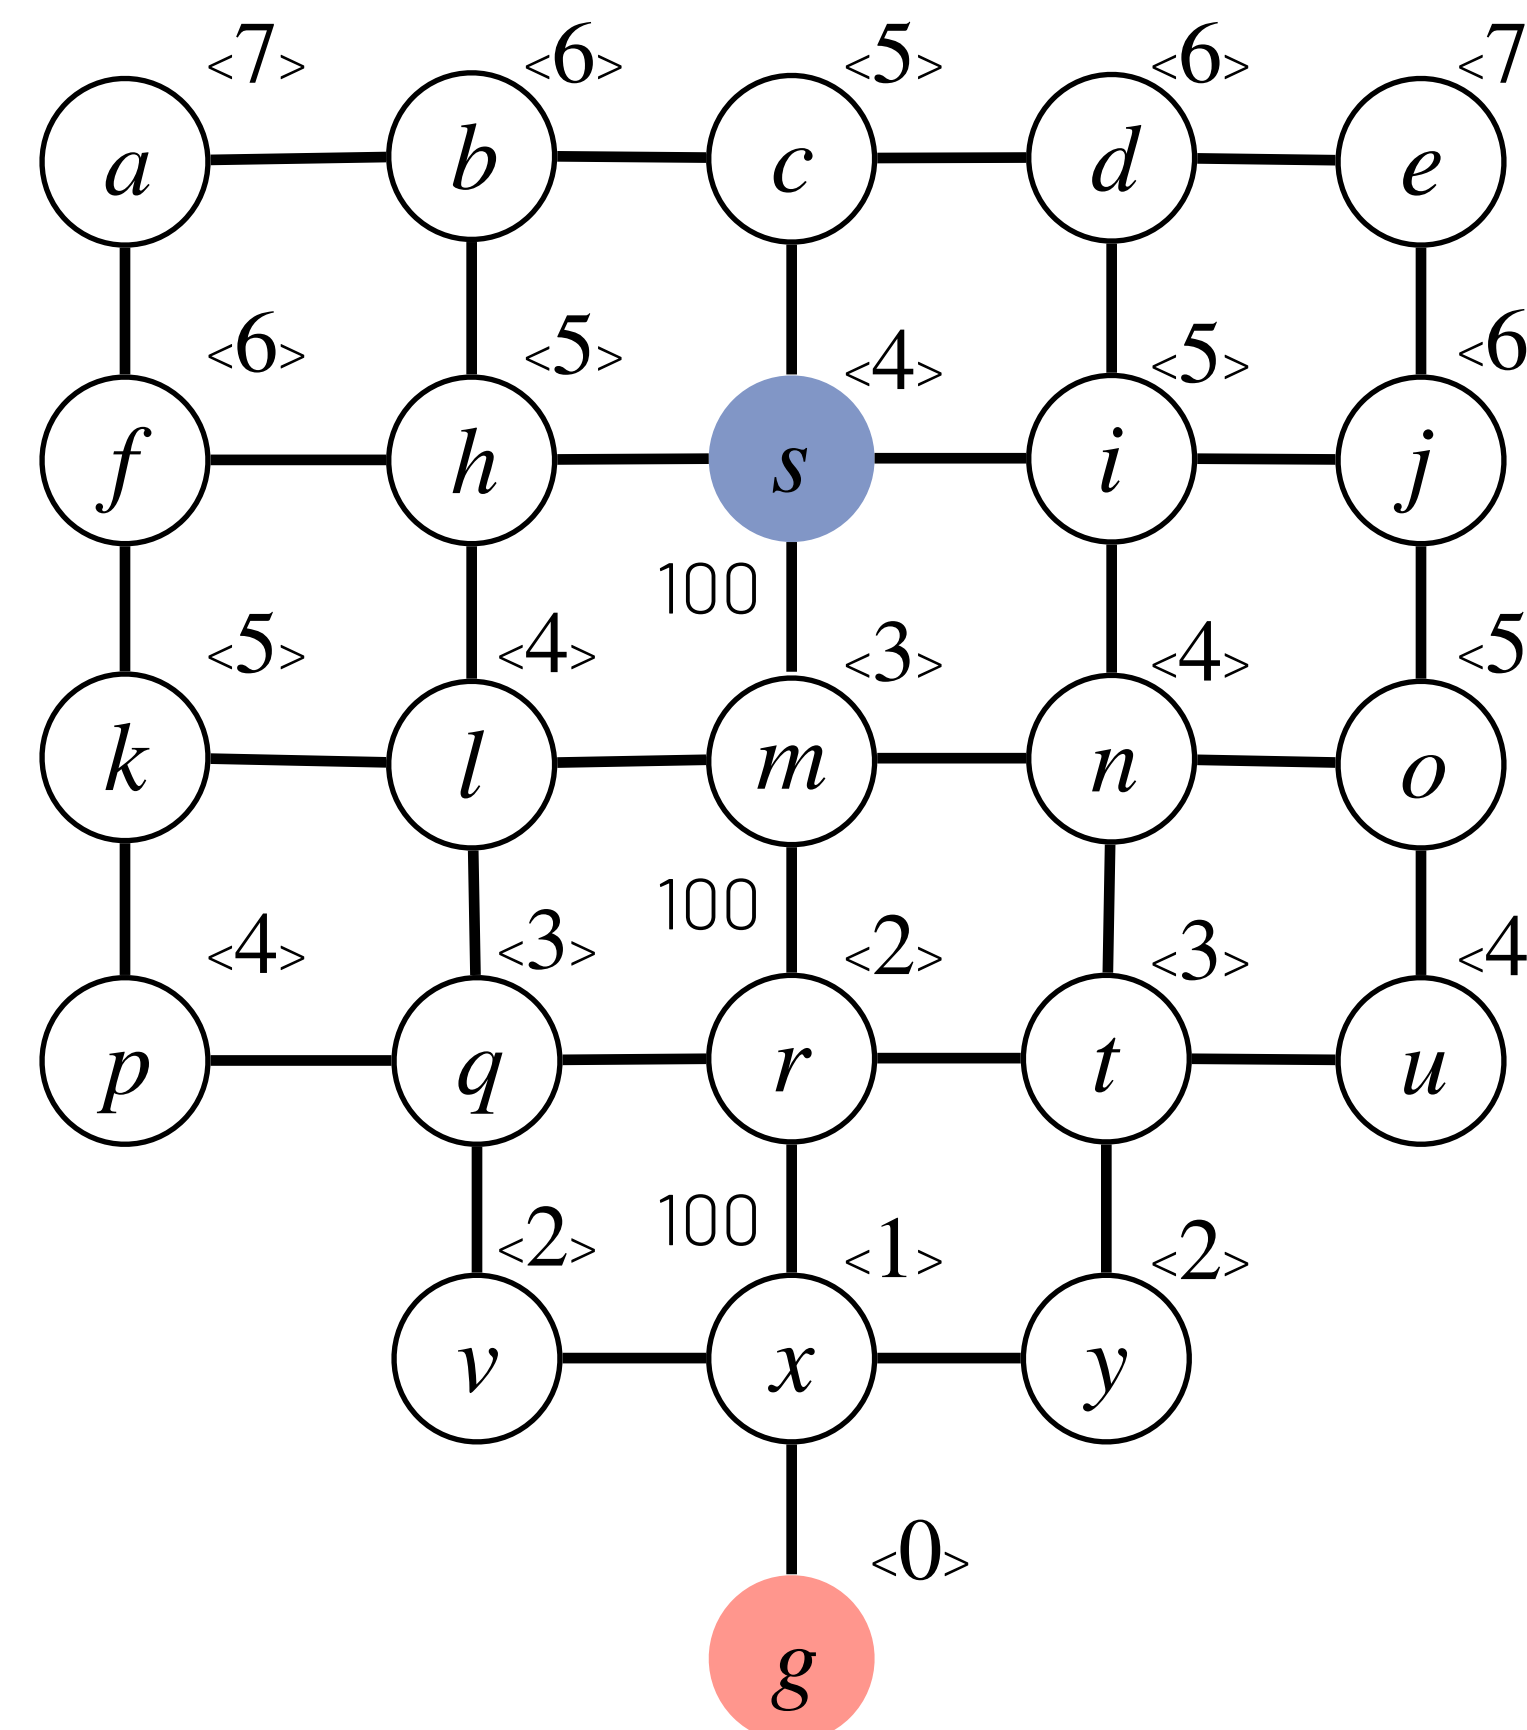 <7> <6> <5> <6> <7
a b c d e
<6> <5> <4> <5> <6
f h s i j
100
<5> <4> <3> <4> <5
k l m n o
100
<4> <3> <2> <3> <4
p q r t u
100
<2> <1> <2>
v x y
<0>
g